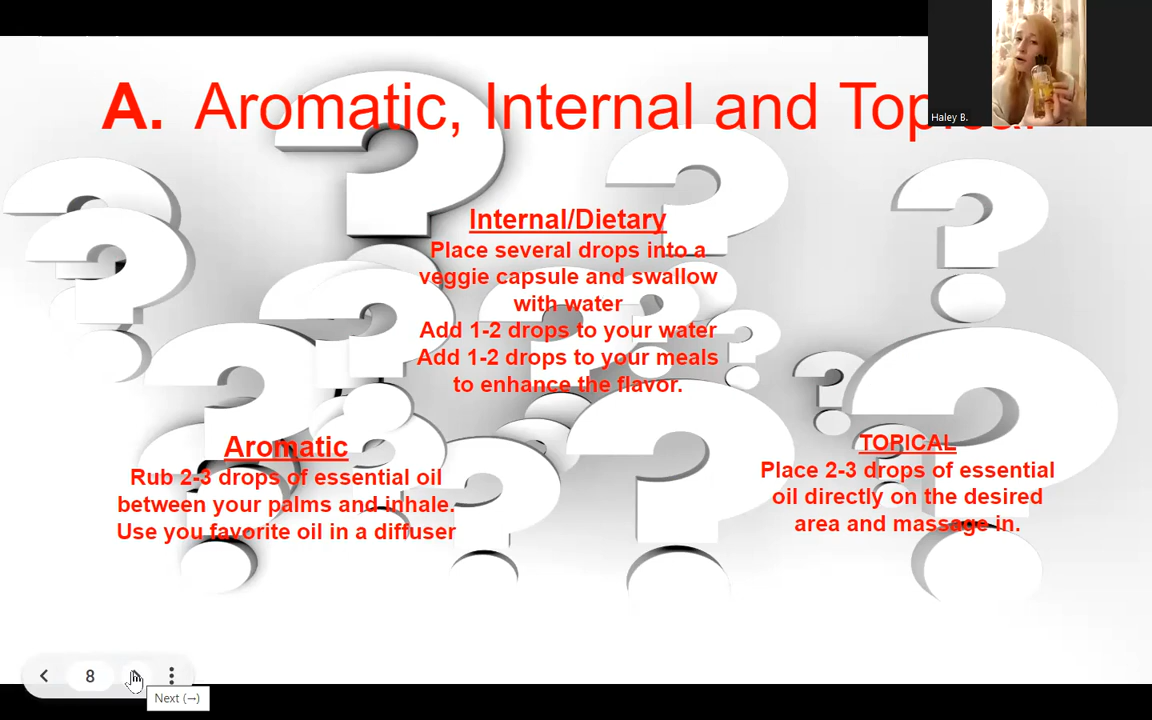 A. Aromatic, Internal and Topical
Haley B.
Internal/Dietary
Place several drops into a
veggie capsule and swallow
with water
Add 1-2 drops to your water
Add 1-2 drops to your meals
to enhance the flavor.
Aromatic
Rub 2-3 drops of essential oil
between your palms and inhale.
Use you favorite oil in a diffuser
TOPICAL
Place 2-3 drops of essential
oil directly on the desired
area and massage in.
8
Next (→)